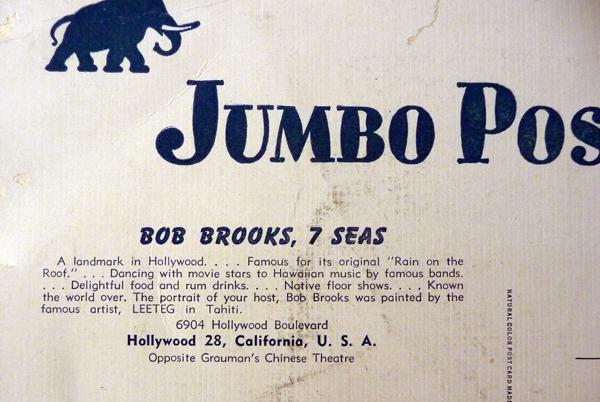 JUMBO POS
BOB BROOKS, 7 SEAS
A landmark in Hollywood. . . . Famous for its original "Rain on the
Roof." . . . Dancing with movie stars to Hawaiian music by famous bands.
. . . Delightful food and rum drinks. . . . Native floor shows. . . . Known
the world over. The portrait of your host, Bob Brooks was painted by the
famous artist, LEETEG in Tahiti.
6904 Hollywood Boulevard
Hollywood 28, California, U. S. A.
Opposite Grauman's Chinese Theatre
NATURAL COLOR POST CARD MADE